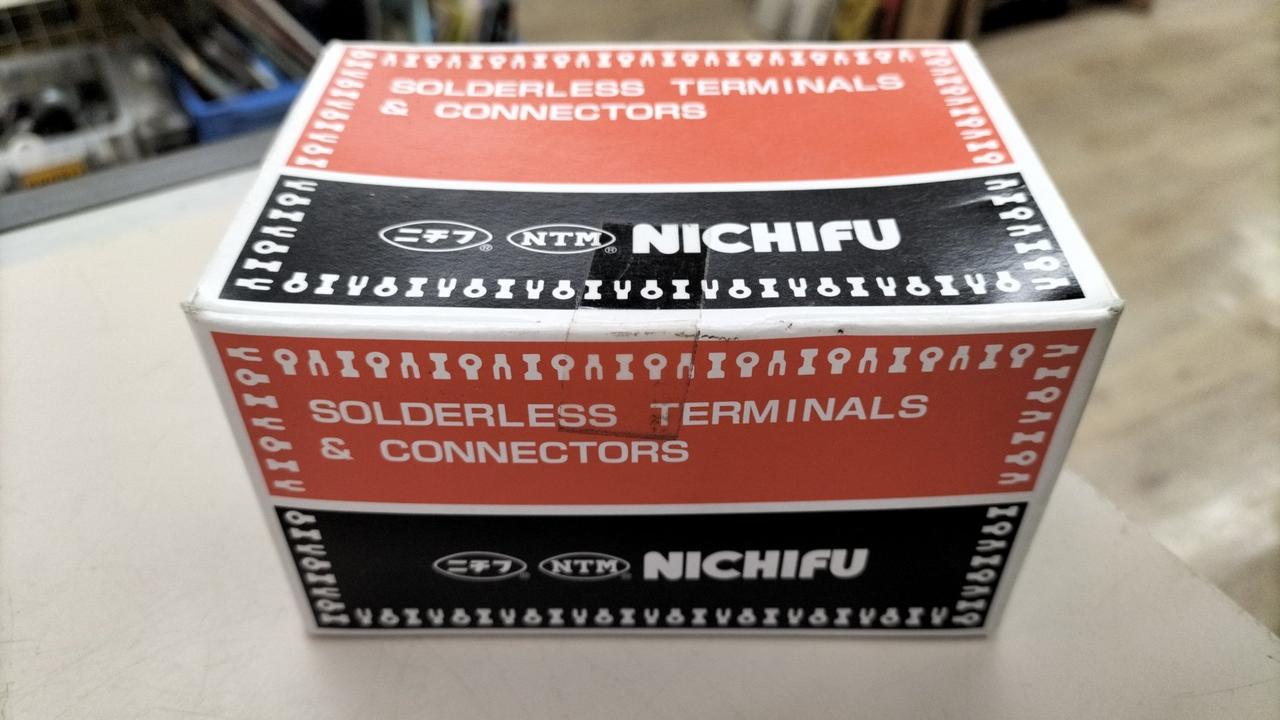 SOLDERLESS TERMINALS
& CONNECTORS
ニチフ® NTM® NICHIFU
SOLDERLESS TERMINALS
& CONNECTORS
ニチフ® NTM® NICHIFU